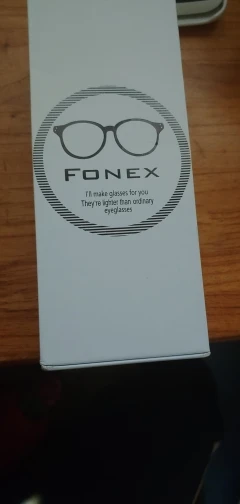 FONEX
I'll make glasses for you
They're lighter than ordinary
eyeglasses